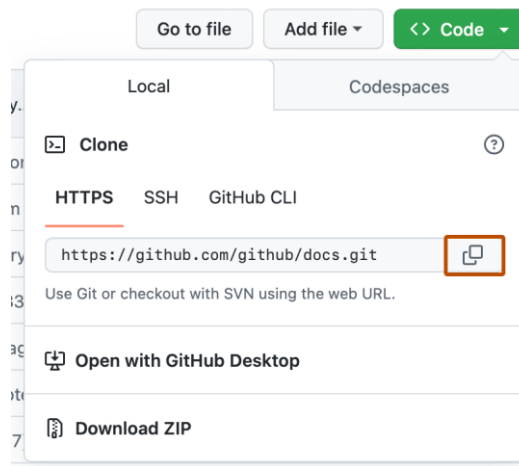 Go to file Add file <> Code
Local Codespaces
Clone
HTTPS SSH GitHub CLI
https://github.com/github/docs.git
Use Git or checkout with SVN using the web URL.
Open with GitHub Desktop
Download ZIP